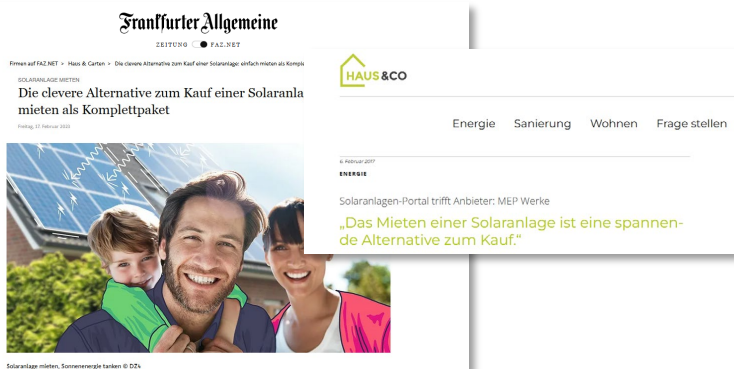 Frankfurter Allgemeine
ZEITUNG FAZ.NET
Firmen auf FAZ.NET > Haus & Garten > Die clevere Alternative zum Kauf einer Solaranlage: einfach mieten als Komple
SOLARANLAGE MIETEN
Die clevere Alternative zum Kauf einer Solaranla
mieten als Komplettpaket
Freitag, 17. Februar
Solaranlage mieten, Sonnenenergie tanken © DZ4
HAUS&CO
Energie Sanierung Wohnen Frage stellen
6. Februar 2017
ENERGIE
Solaranlagen-Portal trifft Anbieter: MEP Werke
„Das Mieten einer Solaranlage ist eine spannen-
de Alternative zum Kauf.“